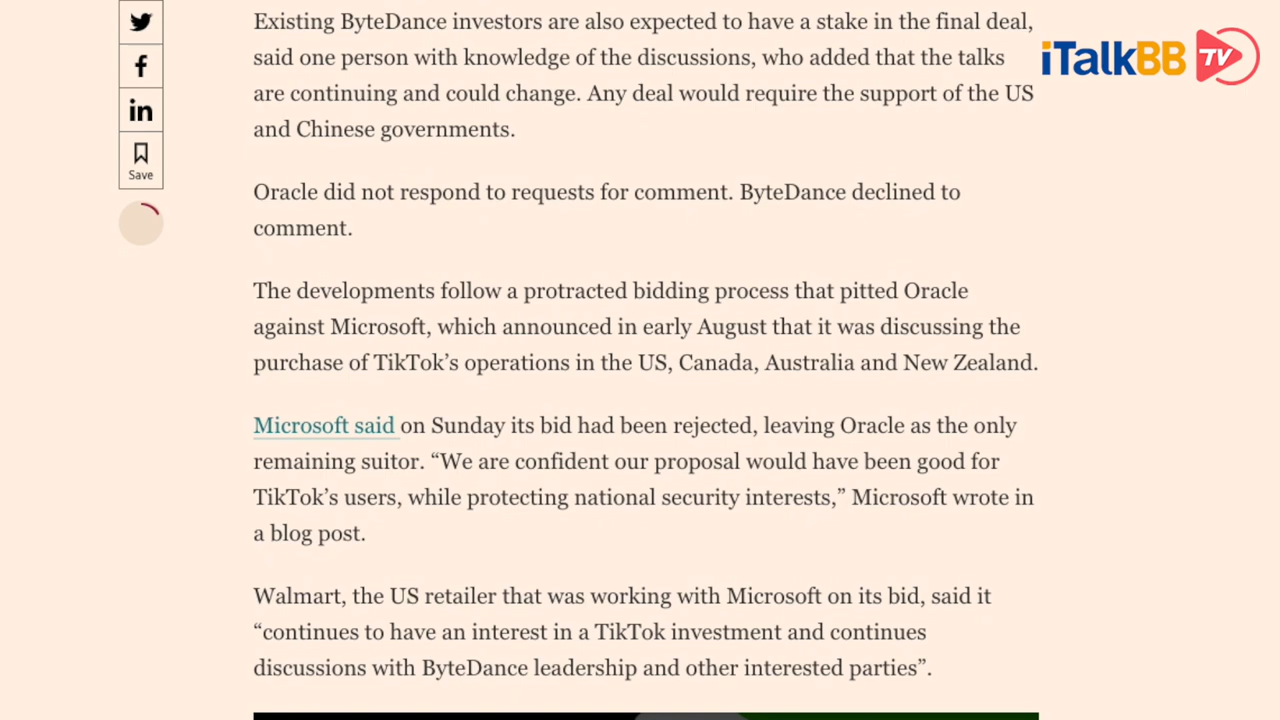 Existing ByteDance investors are also expected to have a stake in the final deal,
said one person with knowledge of the discussions, who added that the talks
are continuing and could change. Any deal would require the support of the US
and Chinese governments.
iTalkBB TV
Save
Oracle did not respond to requests for comment. ByteDance declined to
comment.
The developments follow a protracted bidding process that pitted Oracle
against Microsoft, which announced in early August that it was discussing the
purchase of TikTok’s operations in the US, Canada, Australia and New Zealand.
Microsoft said on Sunday its bid had been rejected, leaving Oracle as the only
remaining suitor. “We are confident our proposal would have been good for
TikTok’s users, while protecting national security interests,” Microsoft wrote in
a blog post.
Walmart, the US retailer that was working with Microsoft on its bid, said it
“continues to have an interest in a TikTok investment and continues
discussions with ByteDance leadership and other interested parties”.